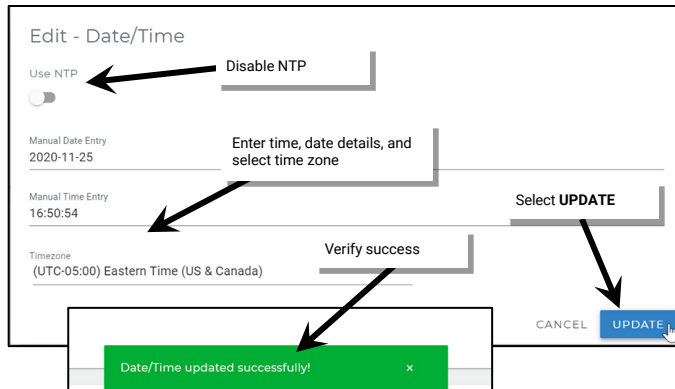 Edit - Date/Time
Use NTP
Disable NTP
Manual Date Entry
2020-11-25
Enter time, date details, and
select time zone
Manual Time Entry
16:50:54
Select UPDATE
Timezone
(UTC-05:00) Eastern Time (US & Canada)
Verify success
CANCEL
UPDATE
Date/Time updated successfully!
×